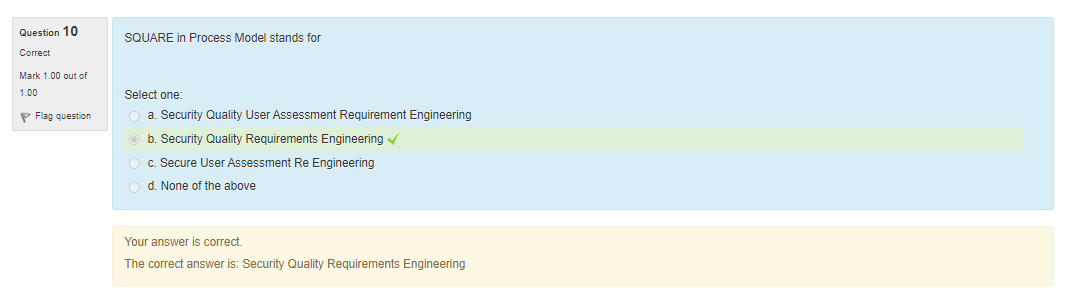 Question 10
Correct
Mark 1.00 out of
1.00
Flag question
SQUARE in Process Model stands for
Select one:
a. Security Quality User Assessment Requirement Engineering
b. Security Quality Requirements Engineering
c. Secure User Assessment Re Engineering
d. None of the above
Your answer is correct.
The correct answer is: Security Quality Requirements Engineering